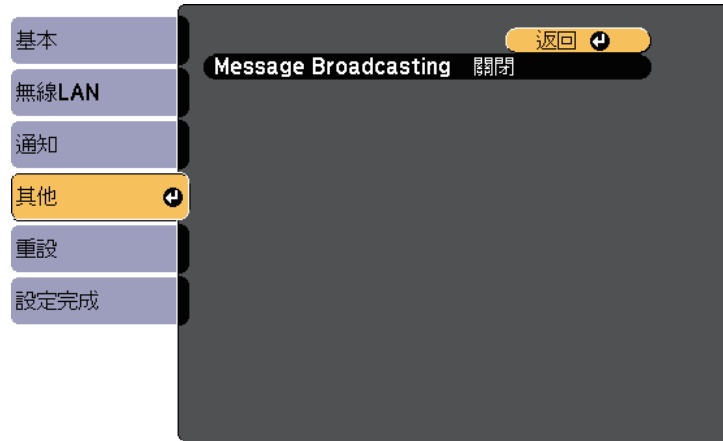 基本
無線LAN
通知
其他
重設
設定完成
返回
Message Broadcasting 關閉